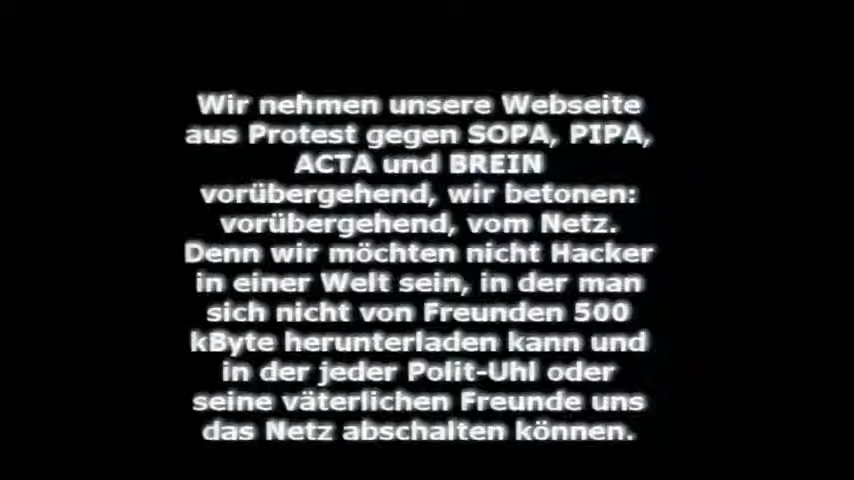 Wir nehmen unsere Webseite
aus Protest gegen SOPA, PIPA,
ACTA und BREIN
vorübergehend, wir betonen:
vorübergehend, vom Netz.
Denn wir möchten nicht Hacker
in einer Welt sein, in der man
sich nicht von Freunden 500
kByte herunterladen kann und
in der jeder Polit-Uhl oder
seine väterlichen Freunde uns
das Netz abschalten können.